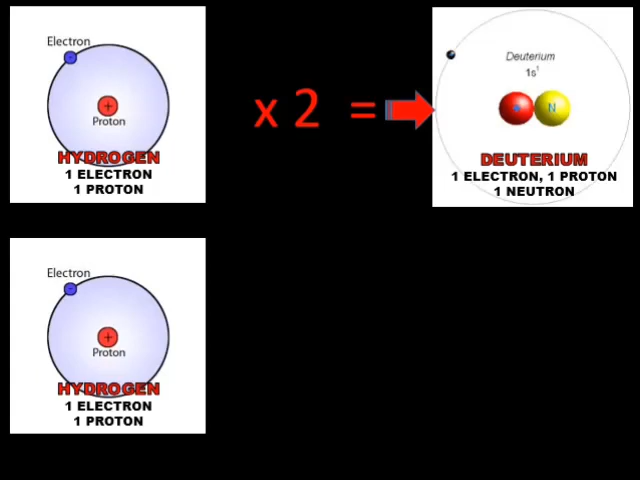 Electron
+
Proton
HYDROGEN
1 ELECTRON
1 PROTON
x 2 =
Deuterium
1s¹
+ N
DEUTERIUM
1 ELECTRON, 1 PROTON
1 NEUTRON
Electron
+
Proton
HYDROGEN
1 ELECTRON
1 PROTON